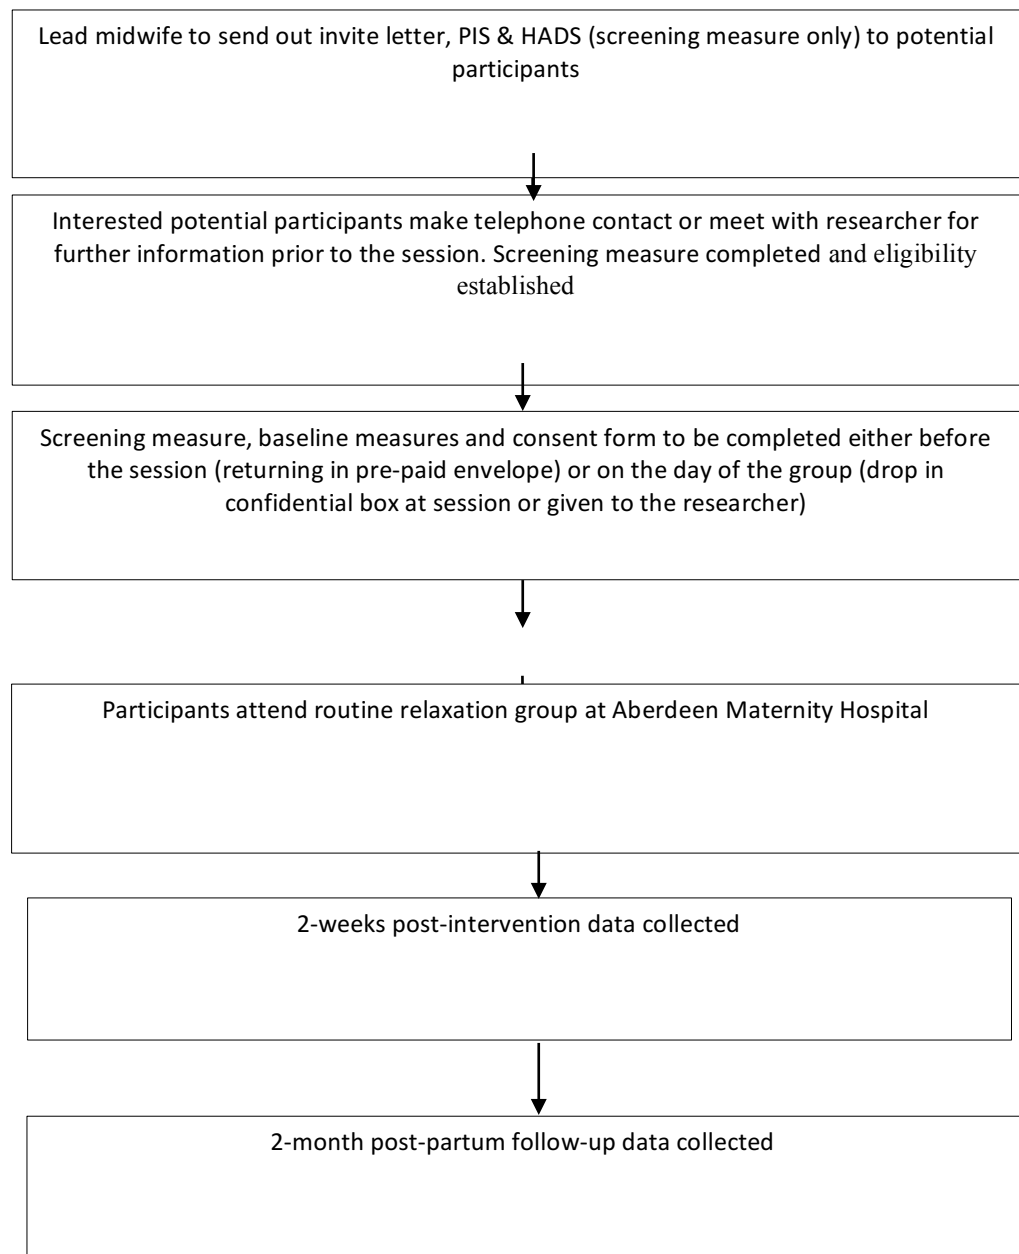 Lead midwife to send out invite letter, PIS & HADS (screening measure only) to potential
participants
Interested potential participants make telephone contact or meet with researcher for
further information prior to the session. Screening measure completed and eligibility
established
Screening measure, baseline measures and consent form to be completed either before
the session (returning in pre-paid envelope) or on the day of the group (drop in
confidential box at session or given to the researcher)
Participants attend routine relaxation group at Aberdeen Maternity Hospital
2-weeks post-intervention data collected
2-month post-partum follow-up data collected